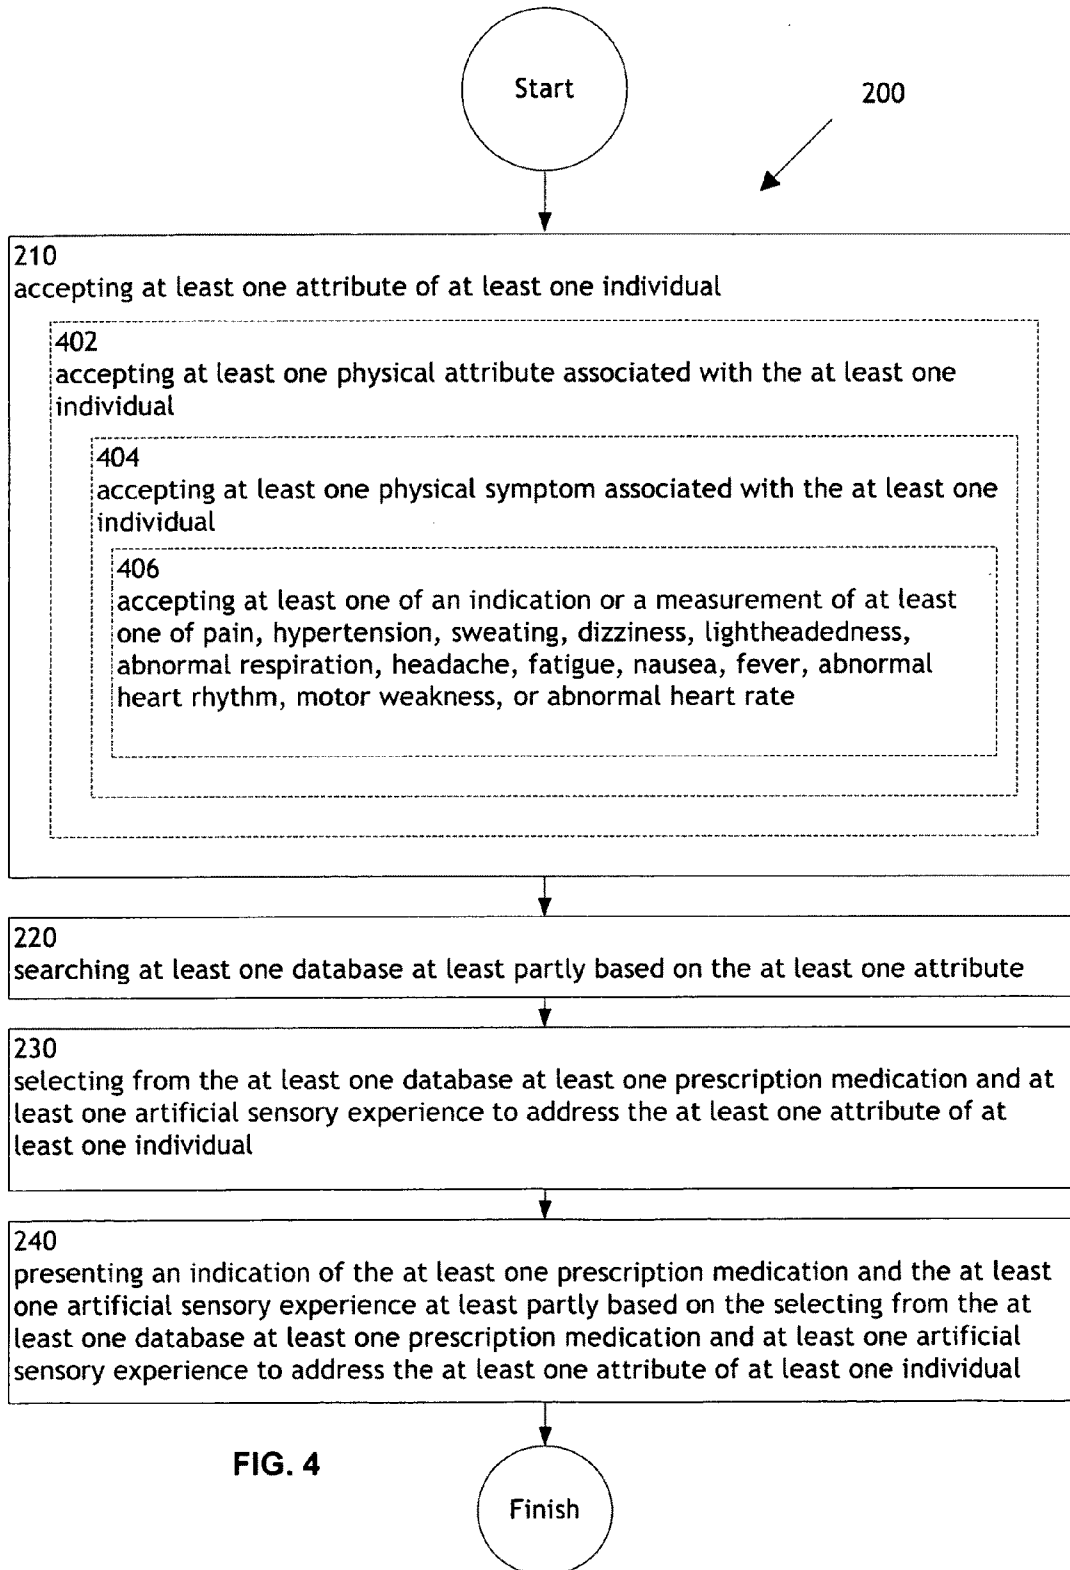 Start
200
210
accepting at least one attribute of at least one individual
402
accepting at least one physical attribute associated with the at least one
individual
404
accepting at least one physical symptom associated with the at least one
individual
406
accepting at least one of an indication or a measurement of at least
one of pain, hypertension, sweating, dizziness, lightheadedness,
abnormal respiration, headache, fatigue, nausea, fever, abnormal
heart rhythm, motor weakness, or abnormal heart rate
220
searching at least one database at least partly based on the at least one attribute
230
selecting from the at least one database at least one prescription medication and at
least one artificial sensory experience to address the at least one attribute of at
least one individual
240
presenting an indication of the at least one prescription medication and the at least
one artificial sensory experience at least partly based on the selecting from the at
least one database at least one prescription medication and at least one artificial
sensory experience to address the at least one attribute of at least one individual
FIG. 4
Finish